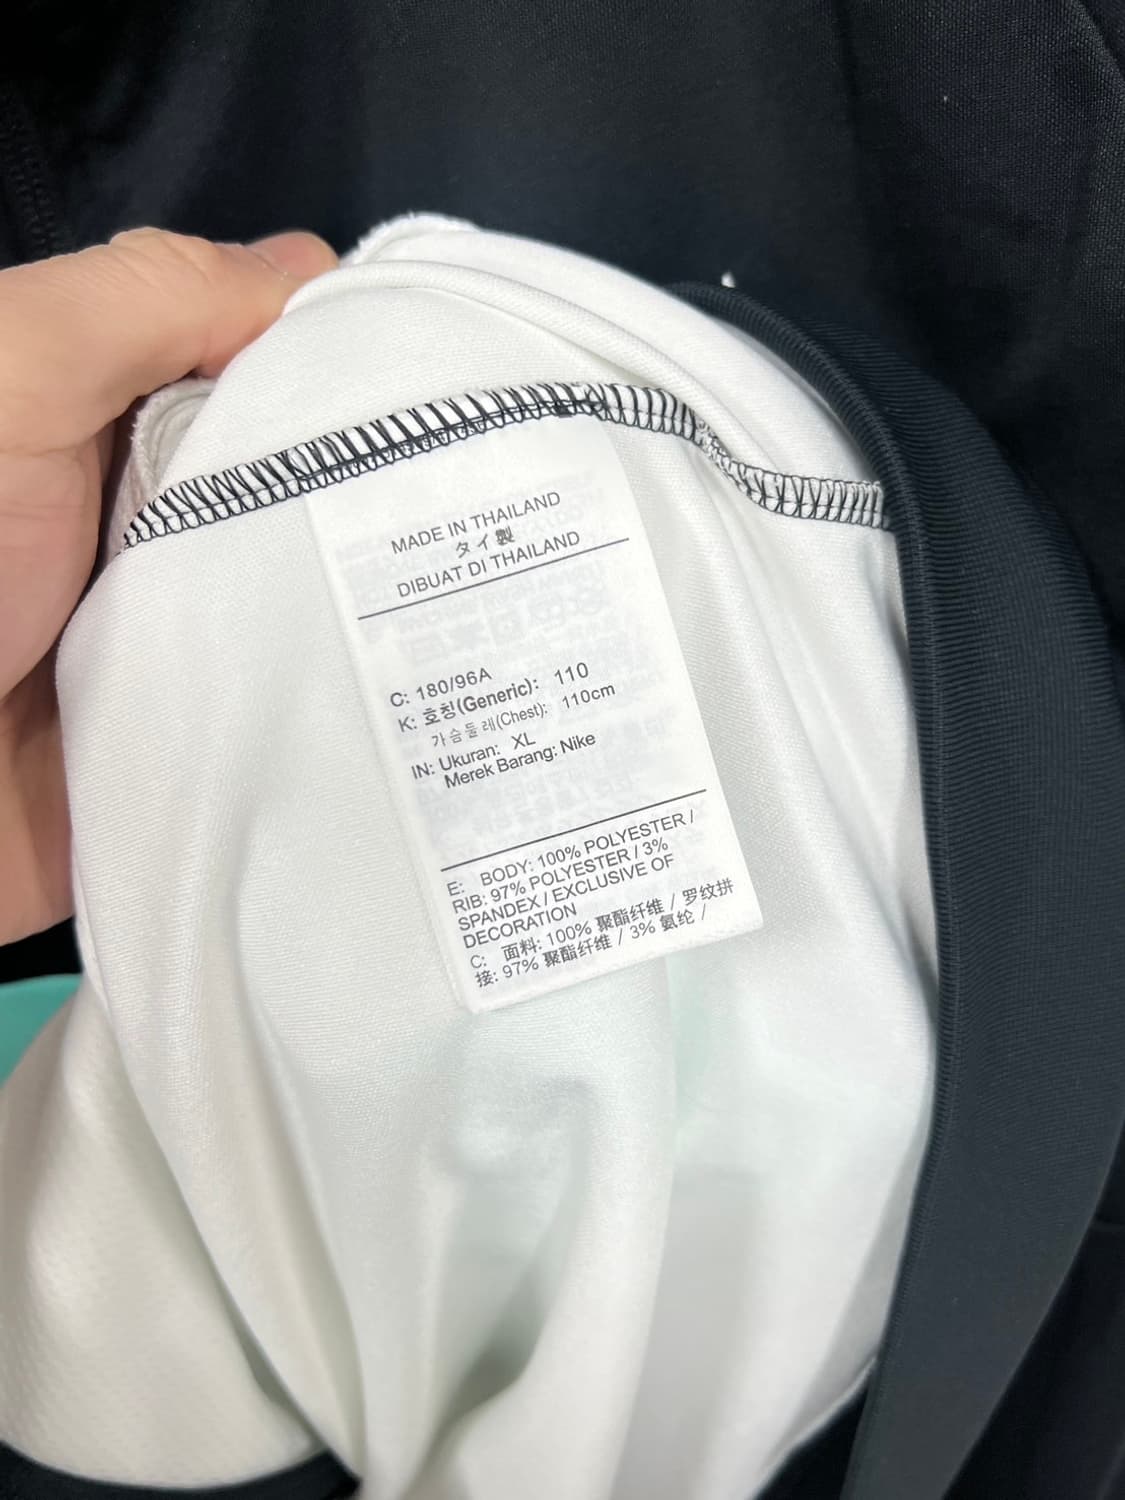 MADE IN THAILAND
タイ製
DIBUAT DI THAILAND
C: 180/96A
K: 호칭(Generic): 110
가슴둘레(Chest): 110cm
IN: Ukuran: XL
Merek Barang: Nike
E: BODY: 100% POLYESTER /
RIB: 97% POLYESTER / 3%
SPANDEX / EXCLUSIVE OF
DECORATION
C: 面料: 100% 聚酯纤维 / 罗纹拼
接: 97% 聚酯纤维 / 3% 氨纶 /